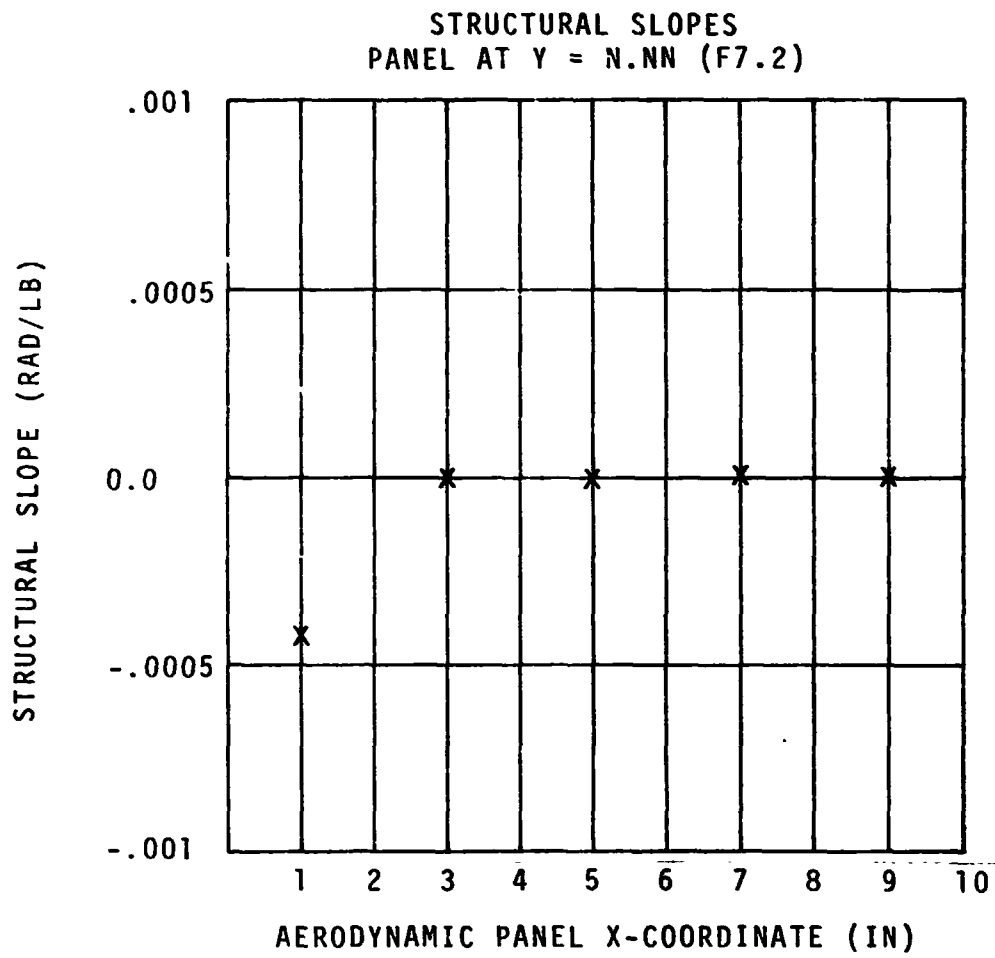 STRUCTURAL SLOPES
PANEL AT Y = N.NN (F7.2)
.001
.0005
0.0
-.0005
-.001
STRUCTURAL SLOPE (RAD/LB)
1 2 3 4 5 6 7 8 9 10
AERODYNAMIC PANEL X-COORDINATE (IN)